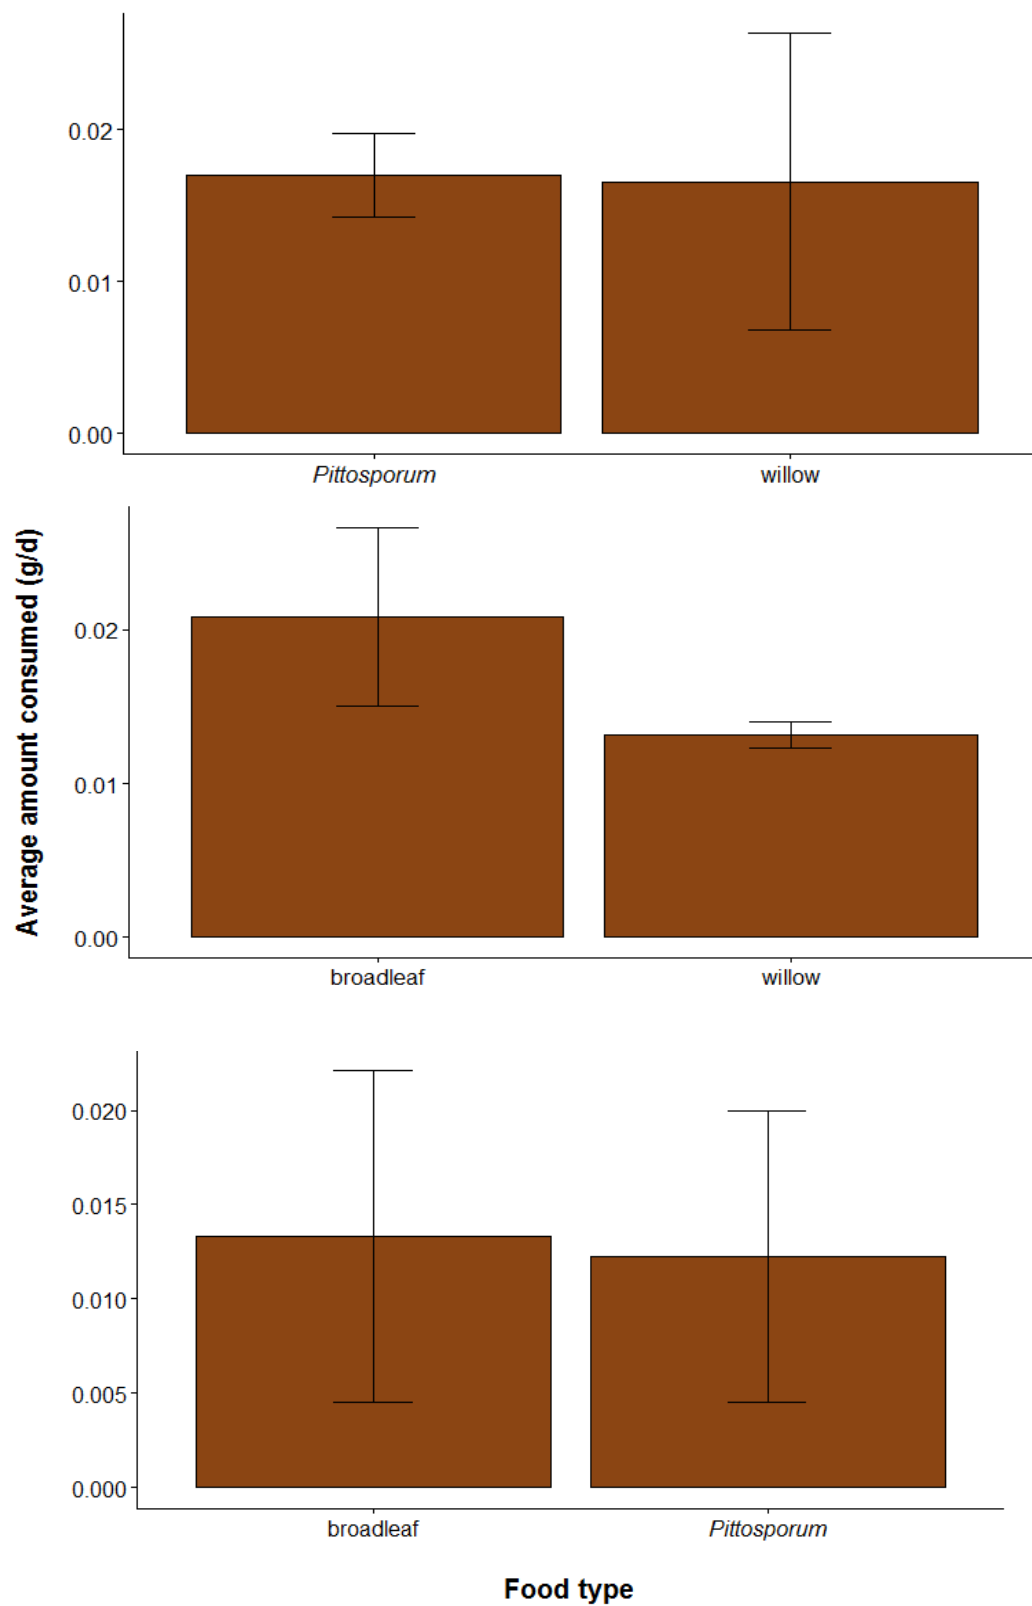 0.02
0.01
0.00
Pittosporum willow
Average amount consumed (g/d)
0.02
0.01
0.00
broadleaf willow
0.020
0.015
0.010
0.005
0.000
broadleaf Pittosporum
Food type